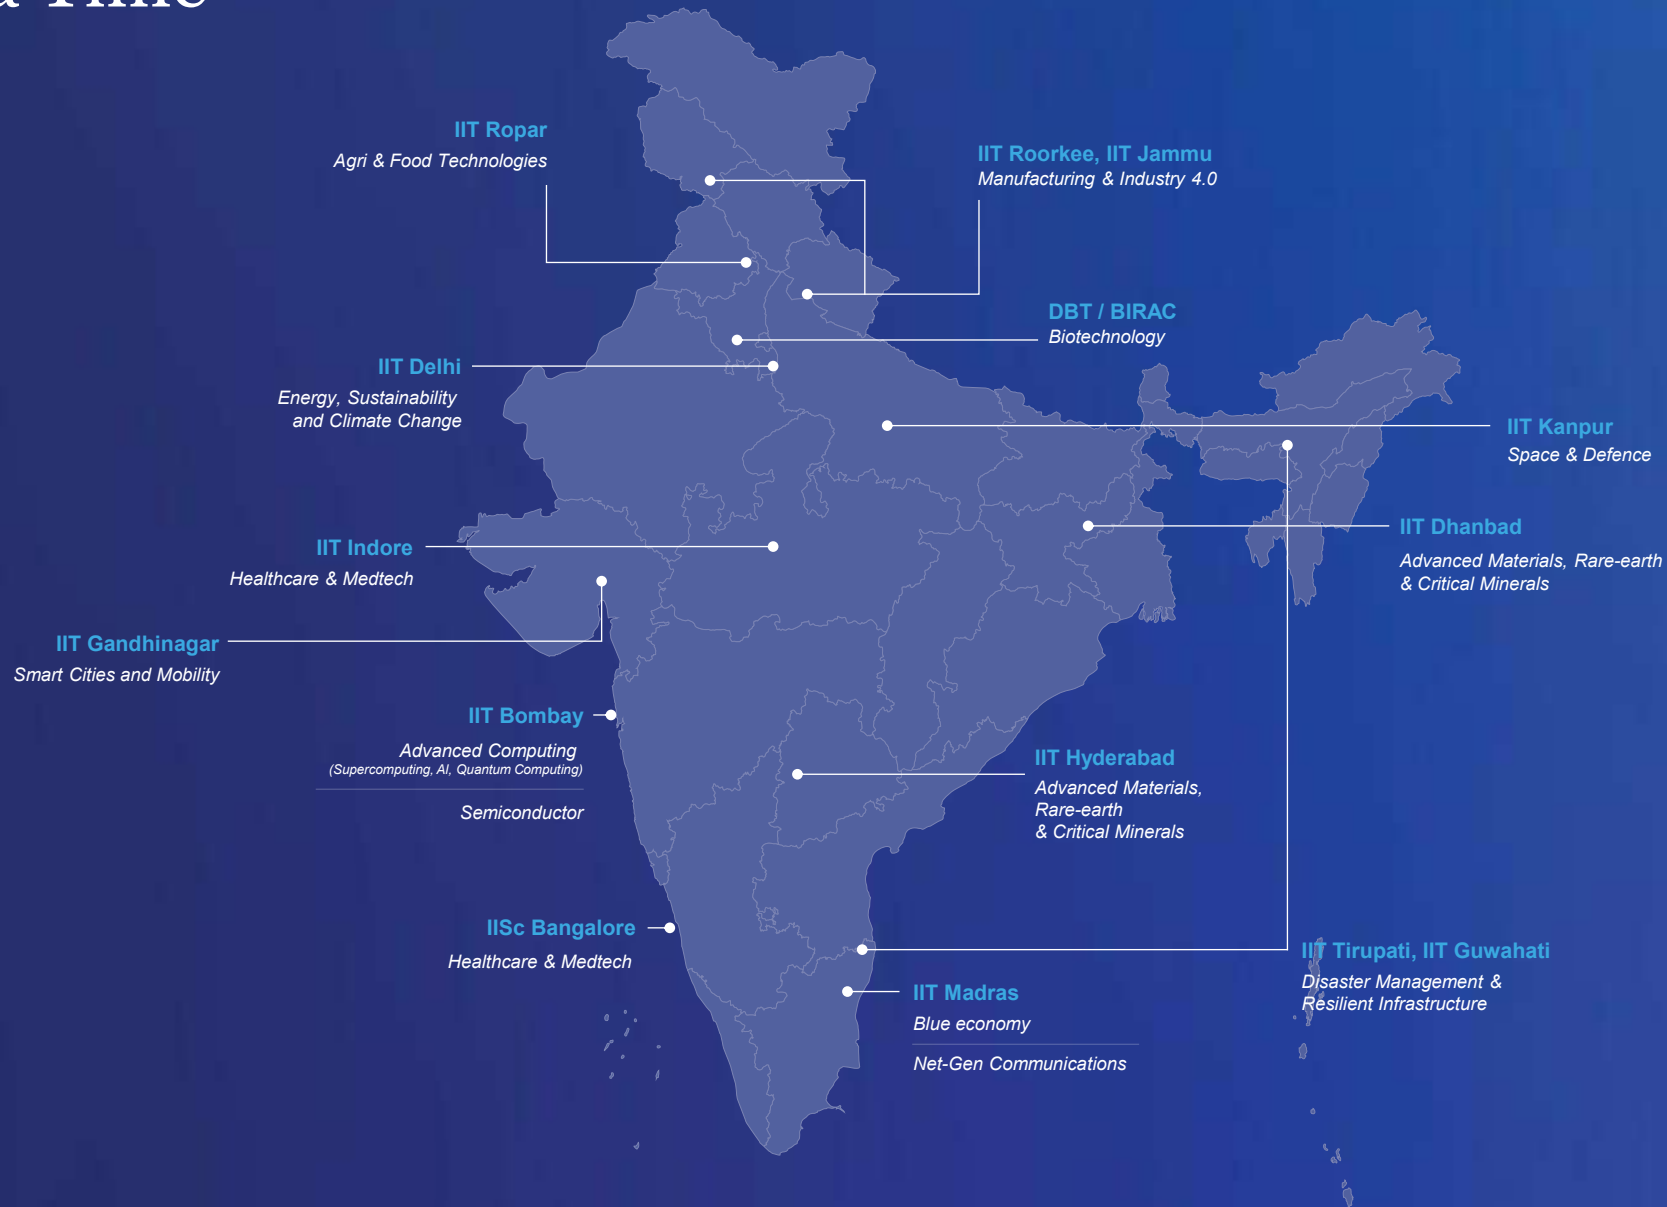 a Time
IIT Ropar
Agri & Food Technologies
IIT Roorkee, IIT Jammu
Manufacturing & Industry 4.0
DBT / BIRAC
Biotechnology
IIT Delhi
Energy, Sustainability
and Climate Change
IIT Kanpur
Space & Defence
IIT Dhanbad
Advanced Materials, Rare-earth
& Critical Minerals
IIT Indore
Healthcare & Medtech
IIT Gandhinagar
Smart Cities and Mobility
IIT Bombay
Advanced Computing
(Supercomputing, AI, Quantum Computing)
Semiconductor
IIT Hyderabad
Advanced Materials,
Rare-earth
& Critical Minerals
IISc Bangalore
Healthcare & Medtech
IIT Tirupati, IIT Guwahati
Disaster Management &
Resilient Infrastructure
IIT Madras
Blue economy
Net-Gen Communications